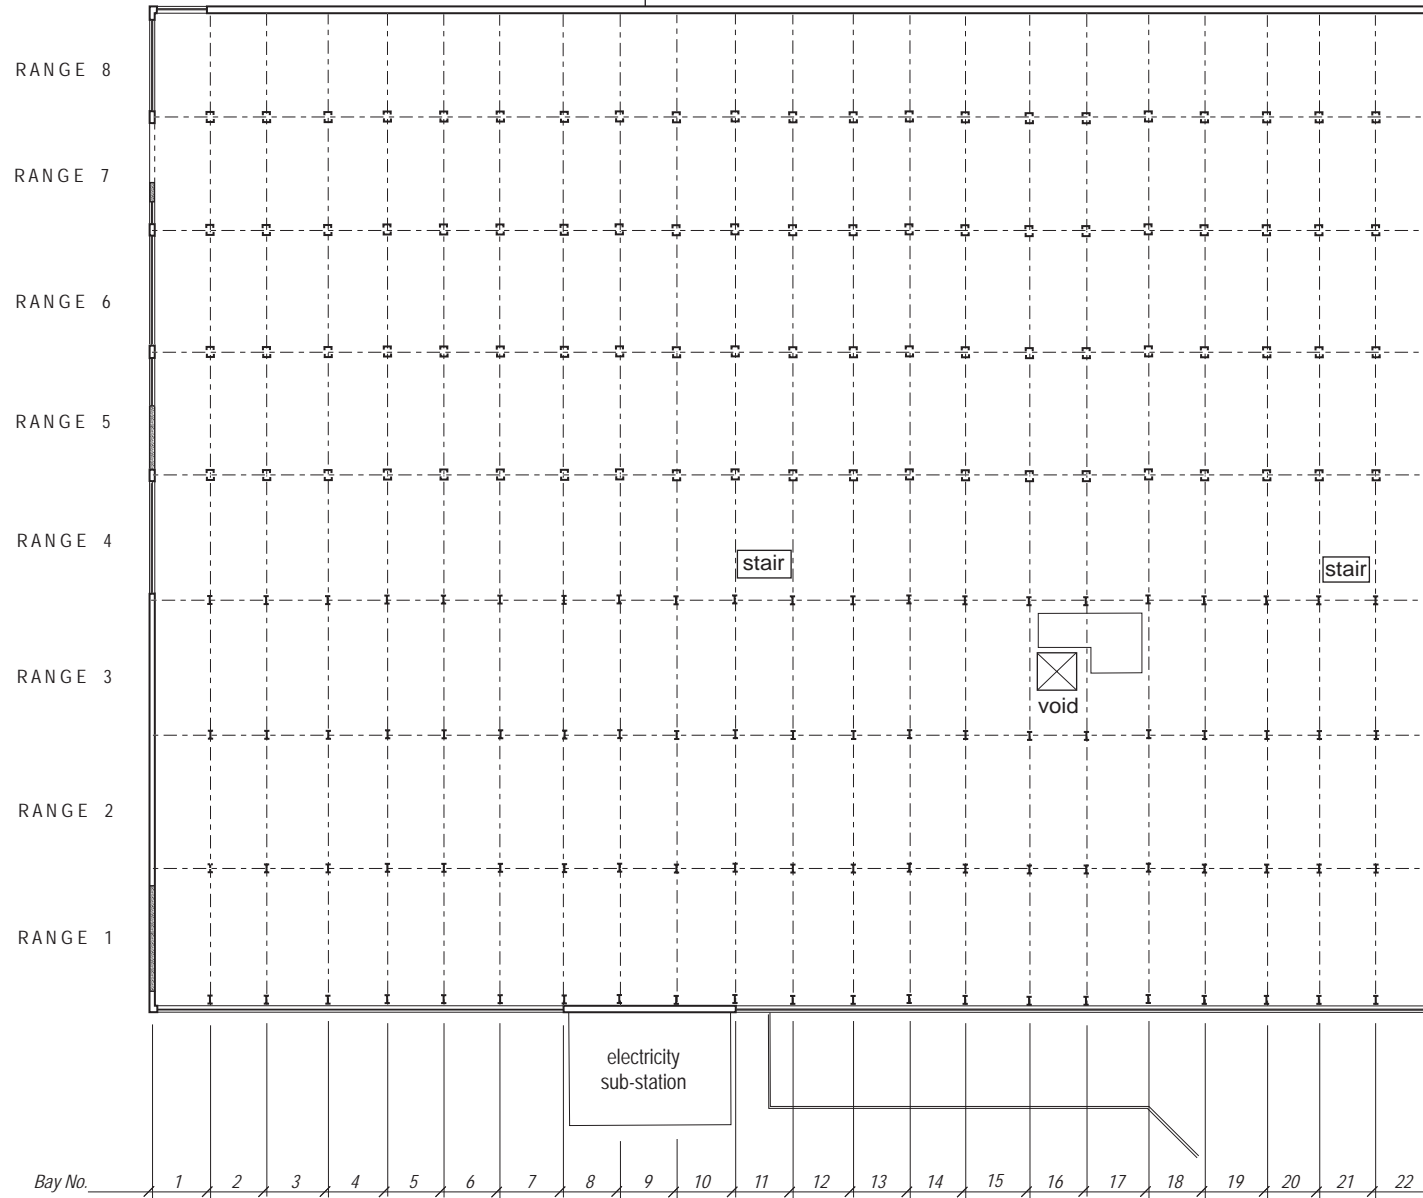 RANGE 8
RANGE 7
RANGE 6
RANGE 5
RANGE 4
stair
stair
RANGE 3
void
RANGE 2
RANGE 1
electricity
sub-station
Bay No. 1 2 3 4 5 6 7 8 9 10 11 12 13 14 15 16 17 18 19 20 21 22